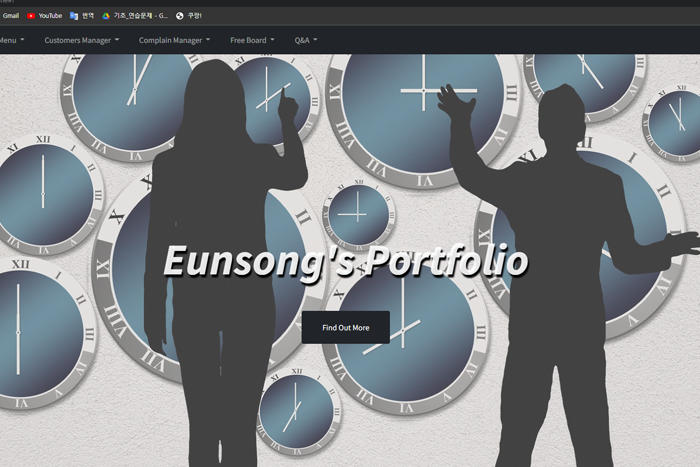 Gmail YouTube 번역 기초_연습문제 - G... 쿠팡!
Menu Customers Manager Complain Manager Free Board Q&A
Eunsong's Portfolio
Find Out More